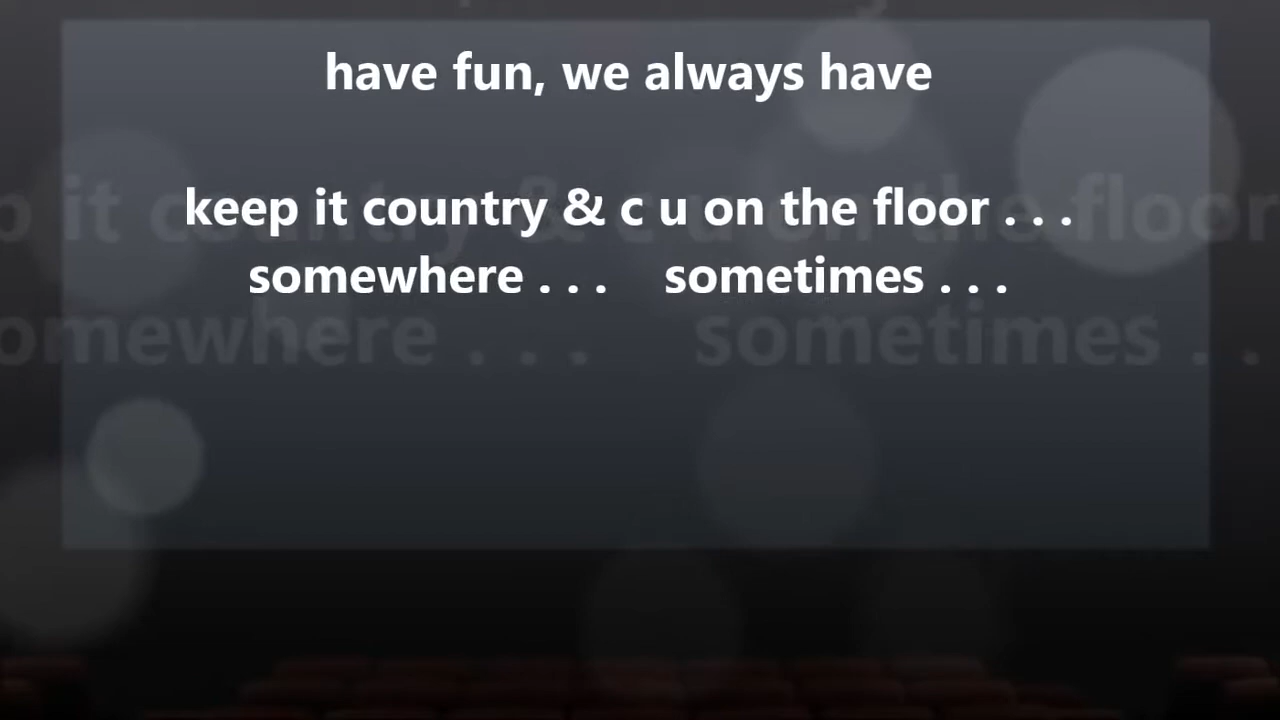 have fun, we always have
keep it country & c u on the floor . . .
somewhere . . . sometimes . . .